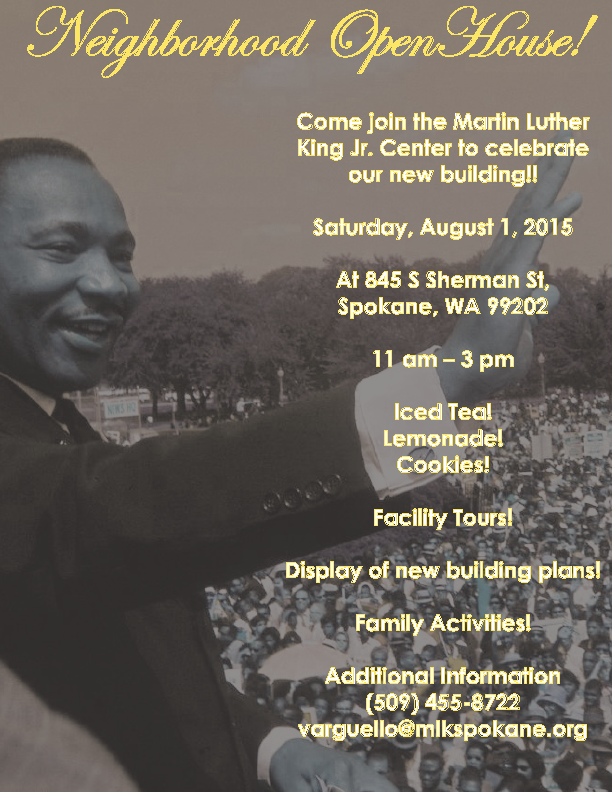 Neighborhood Open House!
Come join the Martin Luther
King Jr. Center to celebrate
our new building!!
Saturday, August 1, 2015
At 845 S Sherman St,
Spokane, WA 99202
11 am – 3 pm
Iced Tea!
Lemonade!
Cookies!
Facility Tours!
Display of new building plans!
Family Activities!
Additional Information
(509) 455-8722
varguello@mlkspokane.org
NEWS HQ